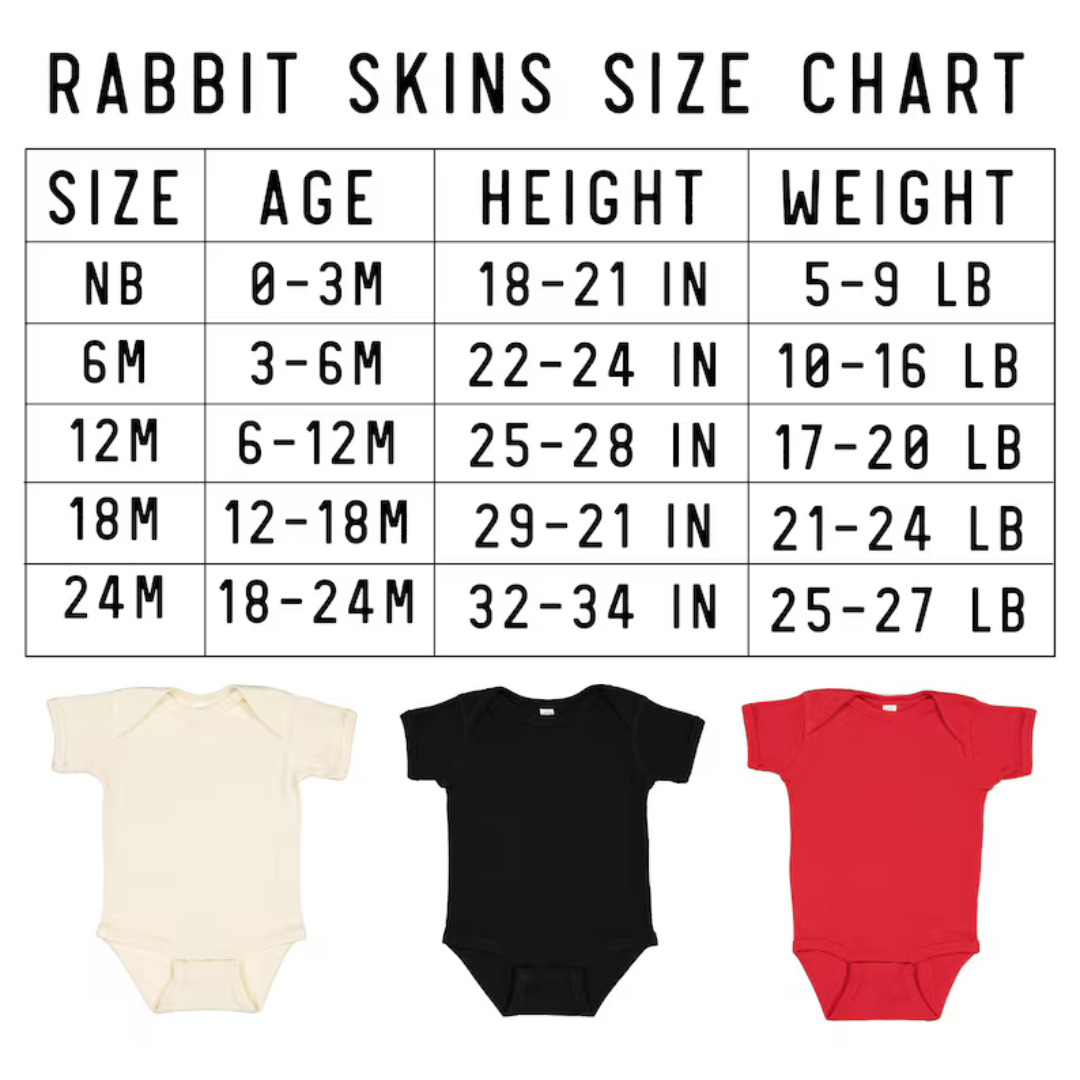 RABBIT SKINS SIZE CHART
SIZE AGE HEIGHT WEIGHT
NB 0-3M 18-21 IN 5-9 LB
6M 3-6M 22-24 IN 10-16 LB
12M 6-12M 25-28 IN 17-20 LB
18M 12-18M 29-21 IN 21-24 LB
24M 18-24M 32-34 IN 25-27 LB